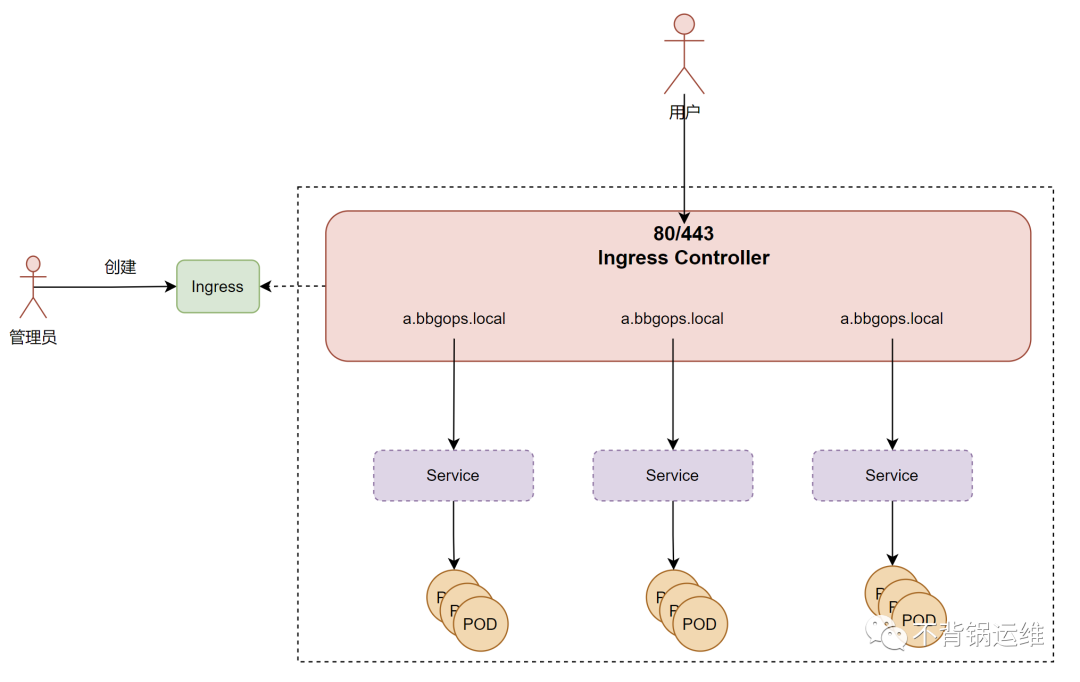 用户
80/443
Ingress Controller
创建
Ingress
管理员
a.bbgops.local
a.bbgops.local
a.bbgops.local
Service
Service
Service
P
P
POD
P
P
POD
P
P
POD
不背锅运维